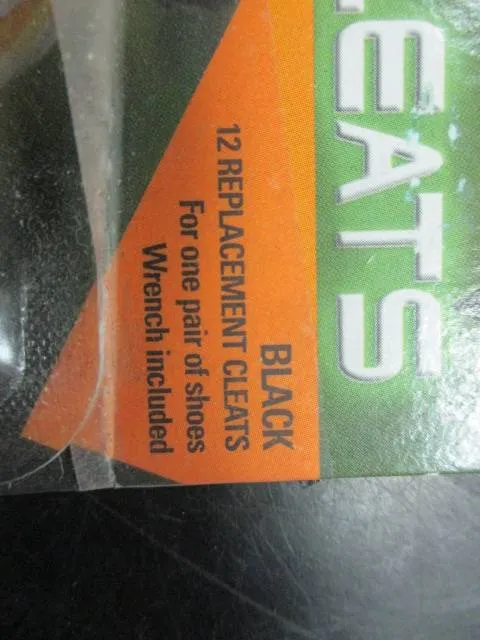 EATS
BLACK
12 REPLACEMENT CLEATS
For one pair of shoes
Wrench included